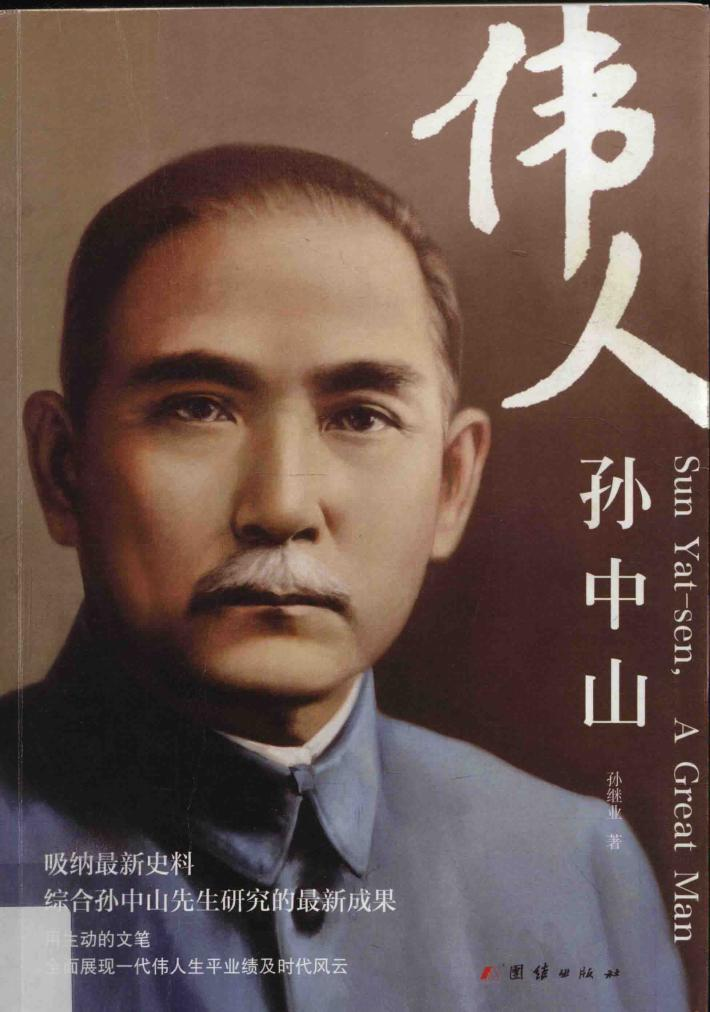 伟人
孙中山
Sun Yat-sen, A Great Man
孙继业 著
吸纳最新史料
综合孙中山先生研究的最新成果
用生动的文笔
全面展现一代伟人生平业绩及时代风云
团结出版社